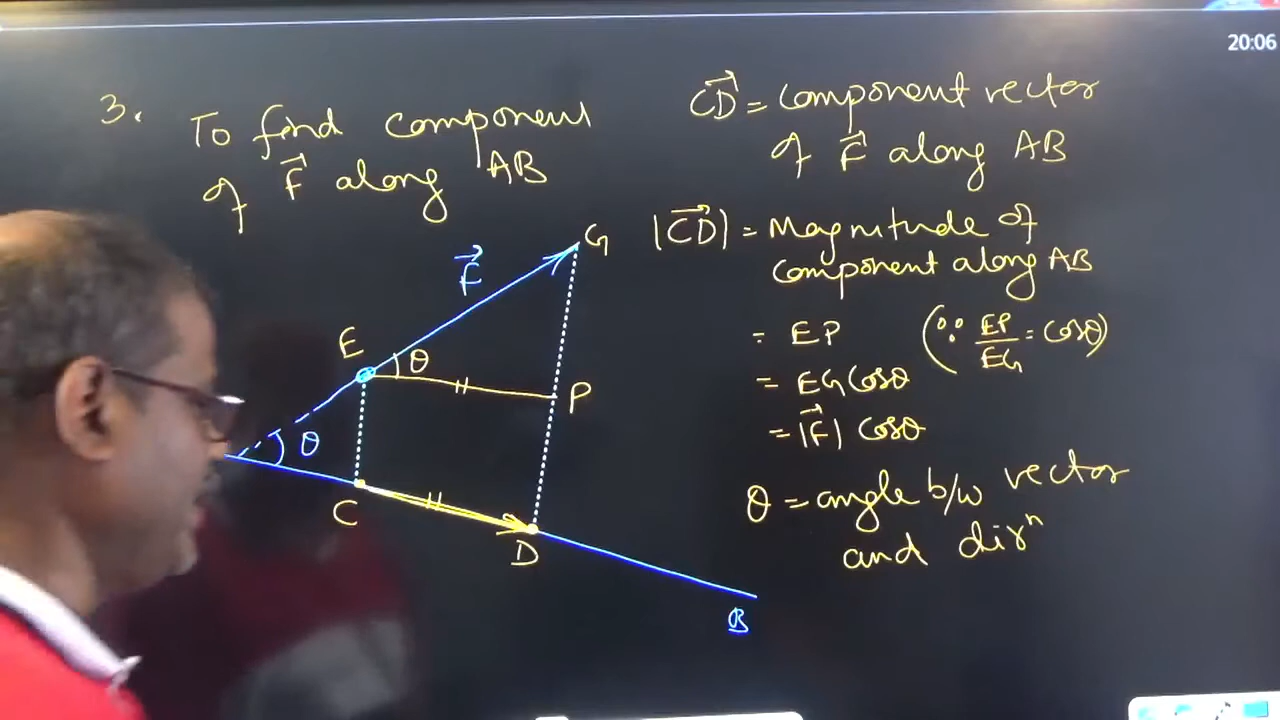 20:06
3.
To find component
of F⃗ along AB
CD⃗ = component vector
of F⃗ along AB
|CD⃗| = Magnitude of
component along AB
= EP (∵ EP/EG = cosθ)
= EG cosθ
= |F⃗| cosθ
θ = angle b/w vector
and dirⁿ
G
F⃗
E
θ
P
θ
C
D
B